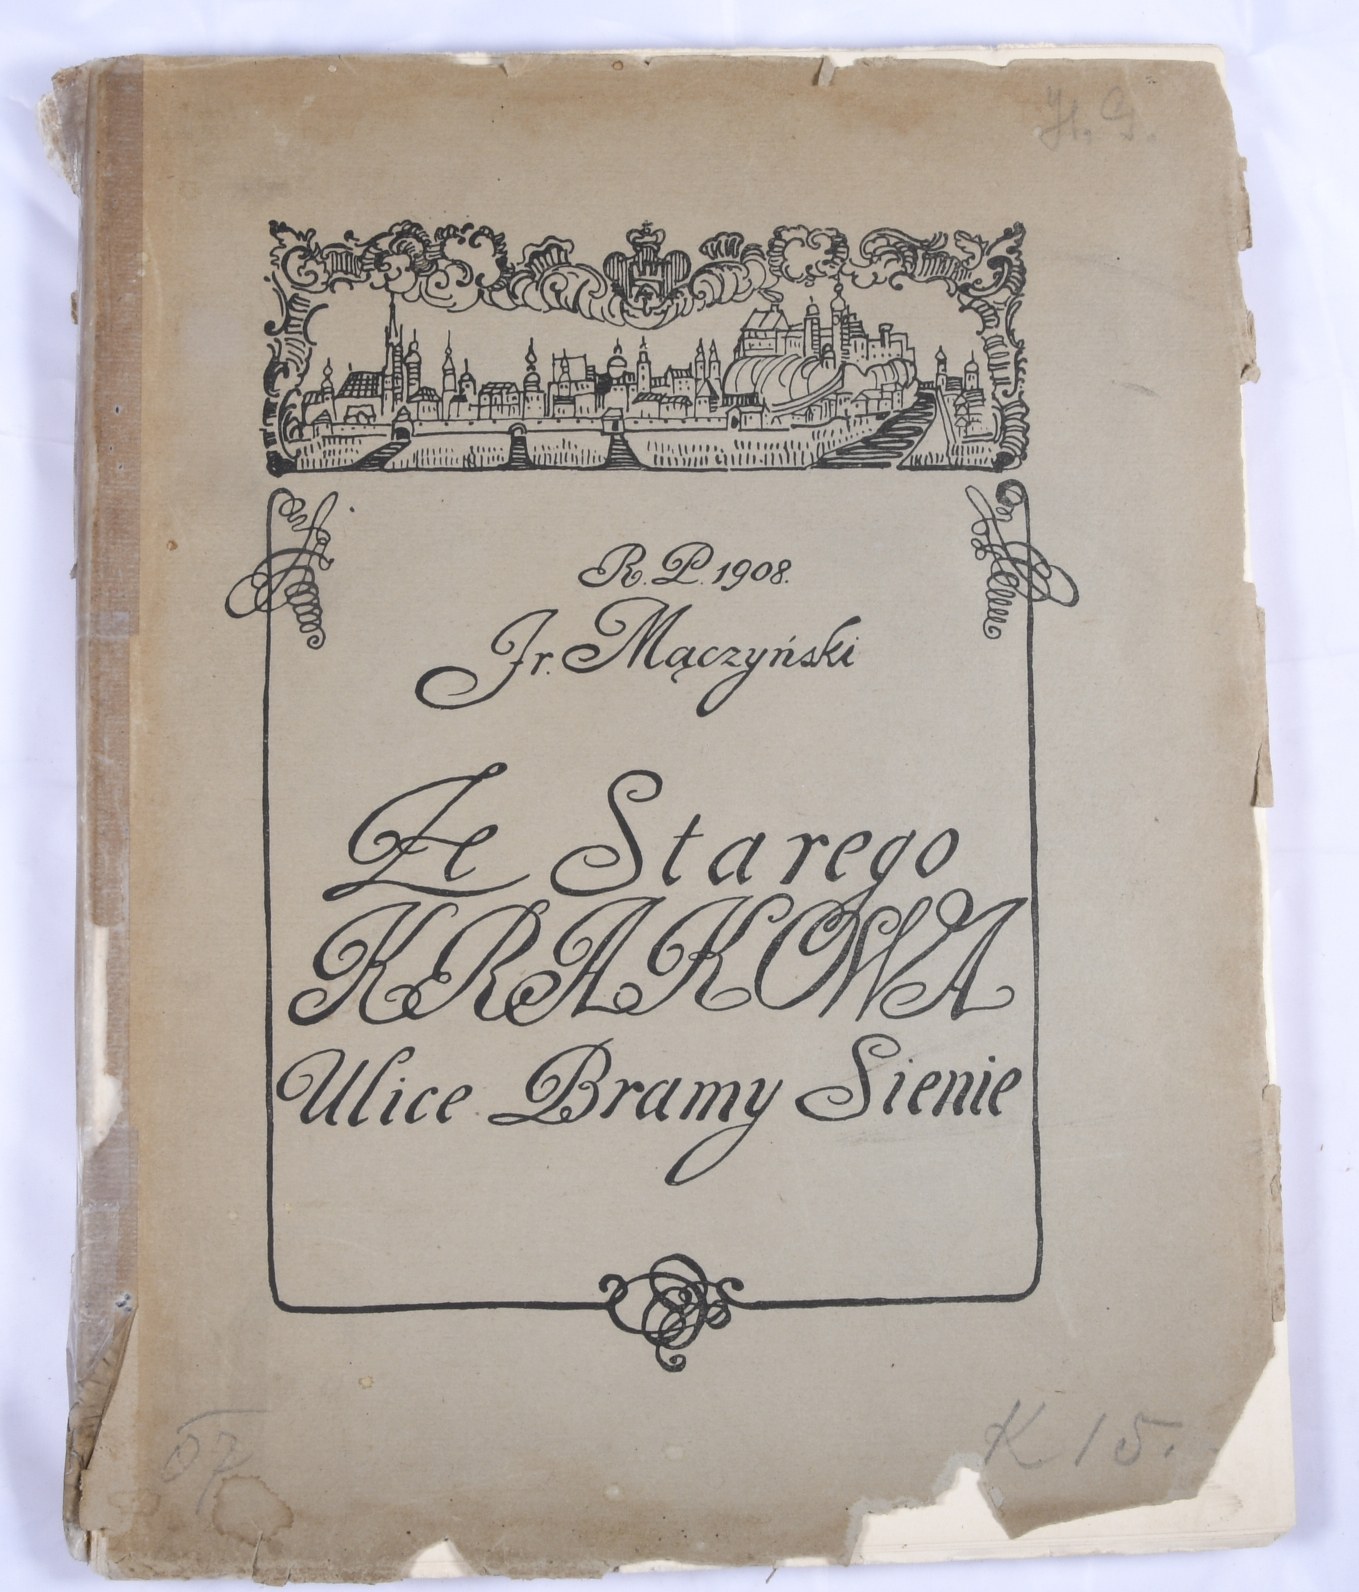 R. P. 1908.
Fr. Mączyński
Ze Starego
KRAKOWA
Ulice Bramy Sienie
K 15.